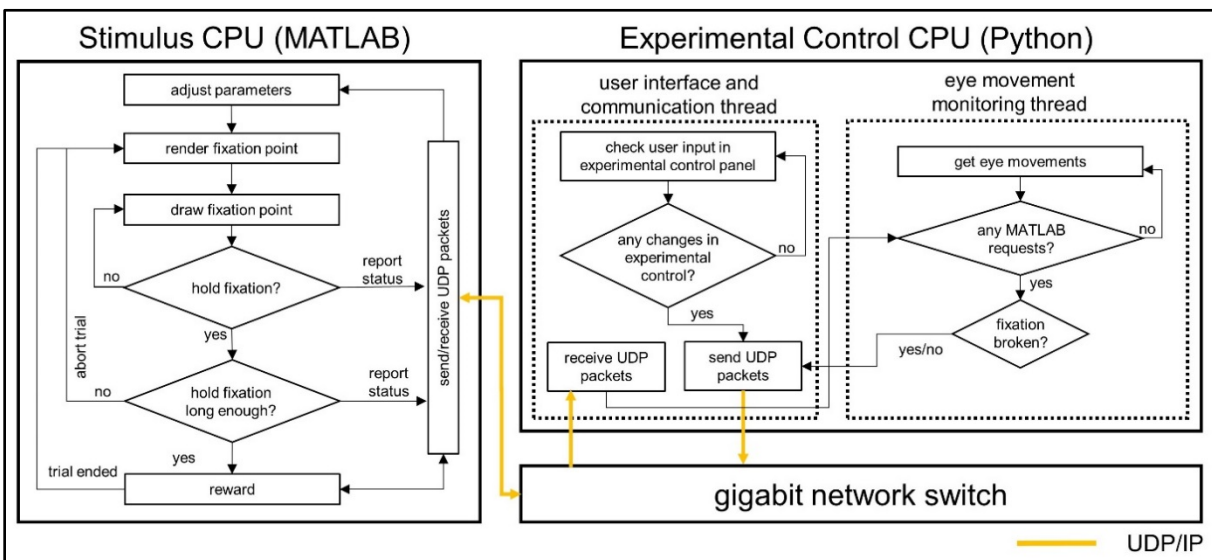 Stimulus CPU (MATLAB)
adjust parameters
render fixation point
draw fixation point
no
hold fixation?
report
status
yes
abort trial
no
hold fixation
long enough?
report
status
yes
trial ended
reward
send/receive UDP packets
Experimental Control CPU (Python)
user interface and
communication thread
check user input in
experimental control panel
any changes in
experimental
control?
no
yes
receive UDP
packets
send UDP
packets
eye movement
monitoring thread
get eye movements
any MATLAB
requests?
no
yes
fixation
broken?
yes/no
gigabit network switch
UDP/IP